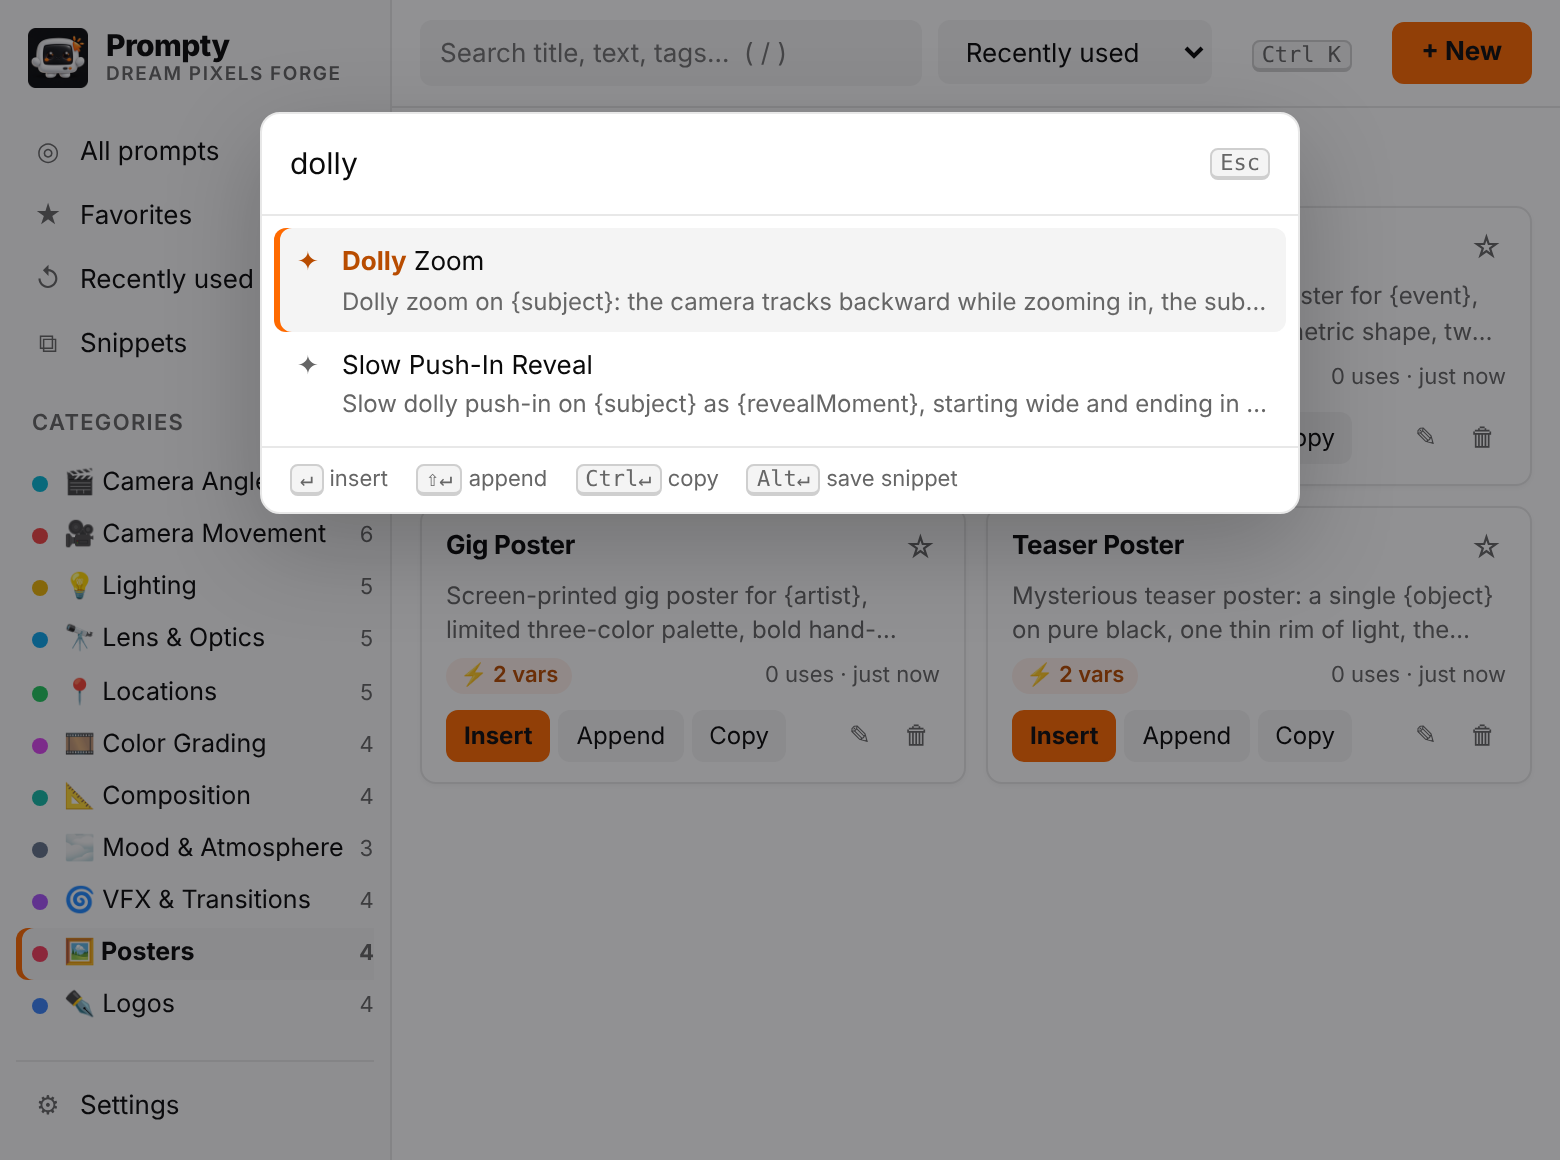 Prompty
DREAM PIXELS FORGE
Search title, text, tags... ( / )
Recently used
Ctrl K
+ New
All prompts
Favorites
Recently used
Snippets
CATEGORIES
🎬 Camera Angle
🎥 Camera Movement 6
💡 Lighting 5
🔭 Lens & Optics 5
📍 Locations 5
🎞️ Color Grading 4
📐 Composition 4
🌫️ Mood & Atmosphere 3
🌀 VFX & Transitions 4
🖼️ Posters 4
✒️ Logos 4
Settings
dolly
Esc
Dolly Zoom
Dolly zoom on {subject}: the camera tracks backward while zooming in, the sub...
Slow Push-In Reveal
Slow dolly push-in on {subject} as {revealMoment}, starting wide and ending in ...
↵ insert ⇧↵ append Ctrl↵ copy Alt↵ save snippet
ster for {event},
etric shape, tw...
0 uses · just now
opy
Gig Poster
Screen-printed gig poster for {artist},
limited three-color palette, bold hand-...
⚡ 2 vars 0 uses · just now
Insert Append Copy
Teaser Poster
Mysterious teaser poster: a single {object}
on pure black, one thin rim of light, the...
⚡ 2 vars 0 uses · just now
Insert Append Copy